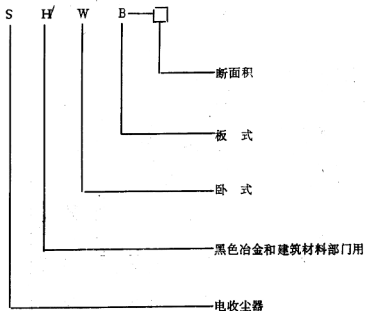 S H/ W B—□
断面积
板 式
卧 式
黑色冶金和建筑材料部门用
电收尘器